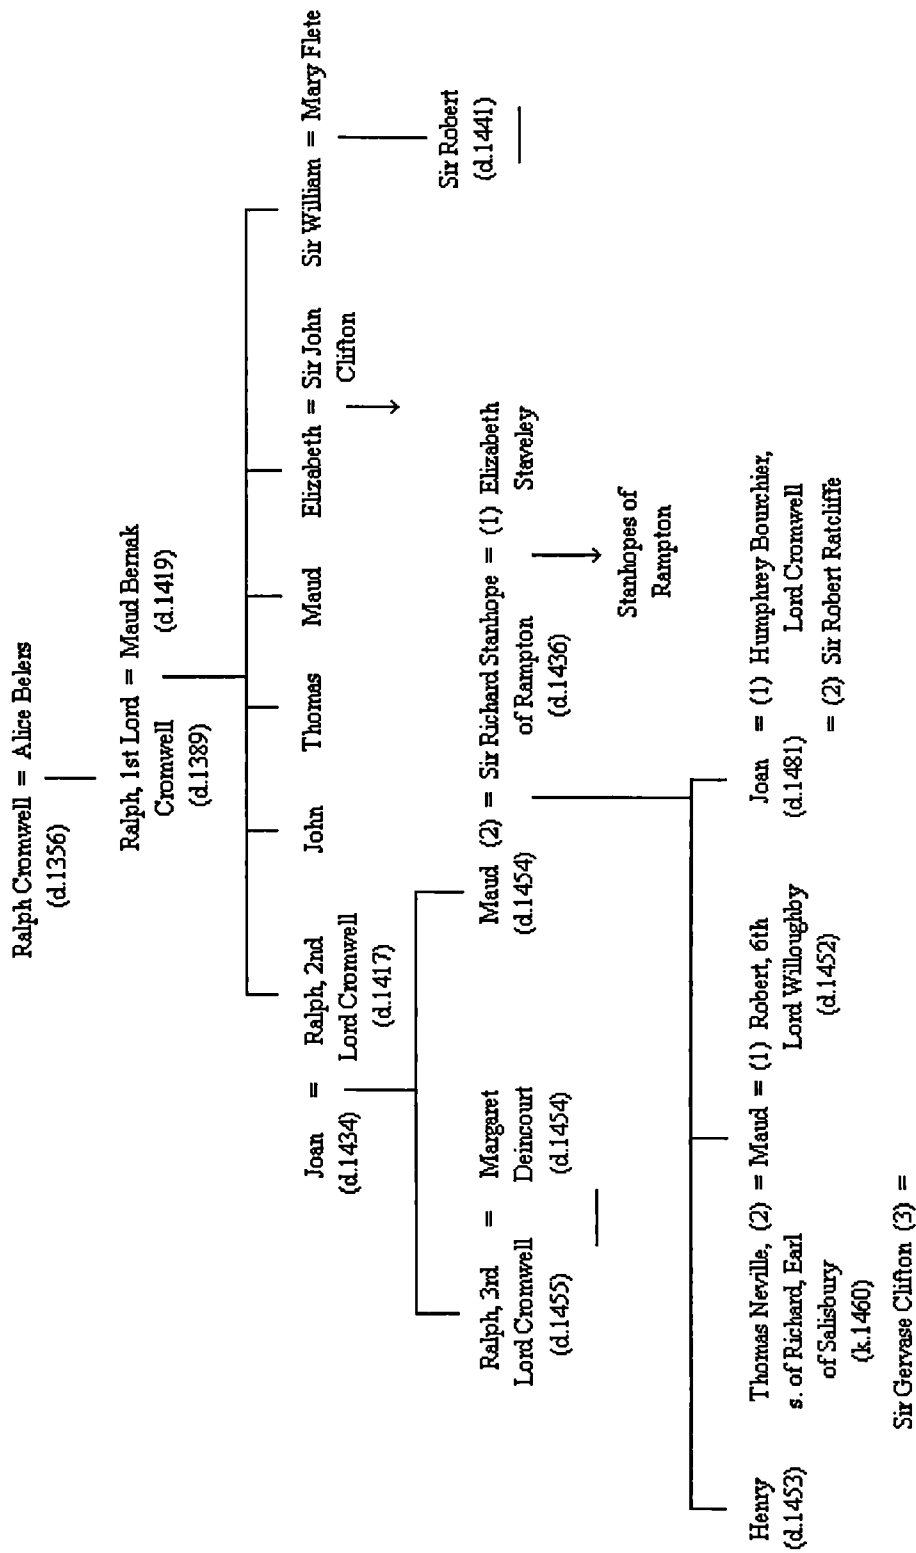 Ralph Cromwell = Alice Belers
(d.1356)
Ralph, 1st Lord = Maud Bernak
Cromwell (d.1419)
(d.1389)
Joan = Ralph, 2nd John Thomas Maud Elizabeth = Sir John Sir William = Mary Flete
(d.1434) Lord Cromwell Clifton
(d.1417)
Sir Robert
(d.1441)
Ralph, 3rd = Margaret Maud (2) = Sir Richard Stanhope = (1) Elizabeth
Lord Cromwell Deincourt (d.1454) of Rampton Staveley
(d.1455) (d.1454) (d.1436)
Stanhopes of
Rampton
Henry Thomas Neville, (2) = Maud = (1) Robert, 6th Joan = (1) Humphrey Bourchier,
(d.1453) s. of Richard, Earl Lord Willoughby (d.1481) Lord Cromwell
of Salisbury (d.1452) = (2) Sir Robert Ratcliffe
(k.1460)
Sir Gervase Clifton (3) =